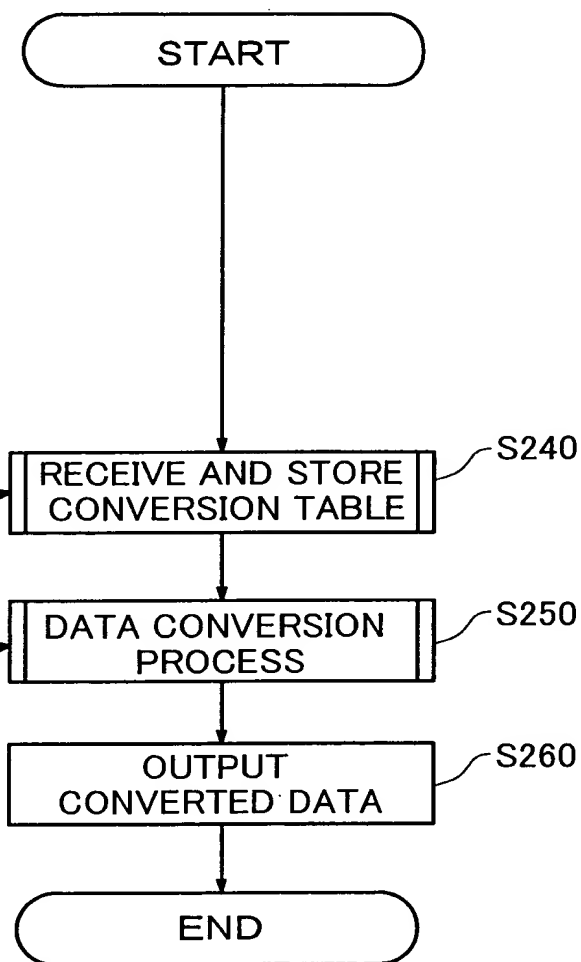 START
RECEIVE AND STORE
CONVERSION TABLE
S240
DATA CONVERSION
PROCESS
S250
OUTPUT
CONVERTED DATA
S260
END